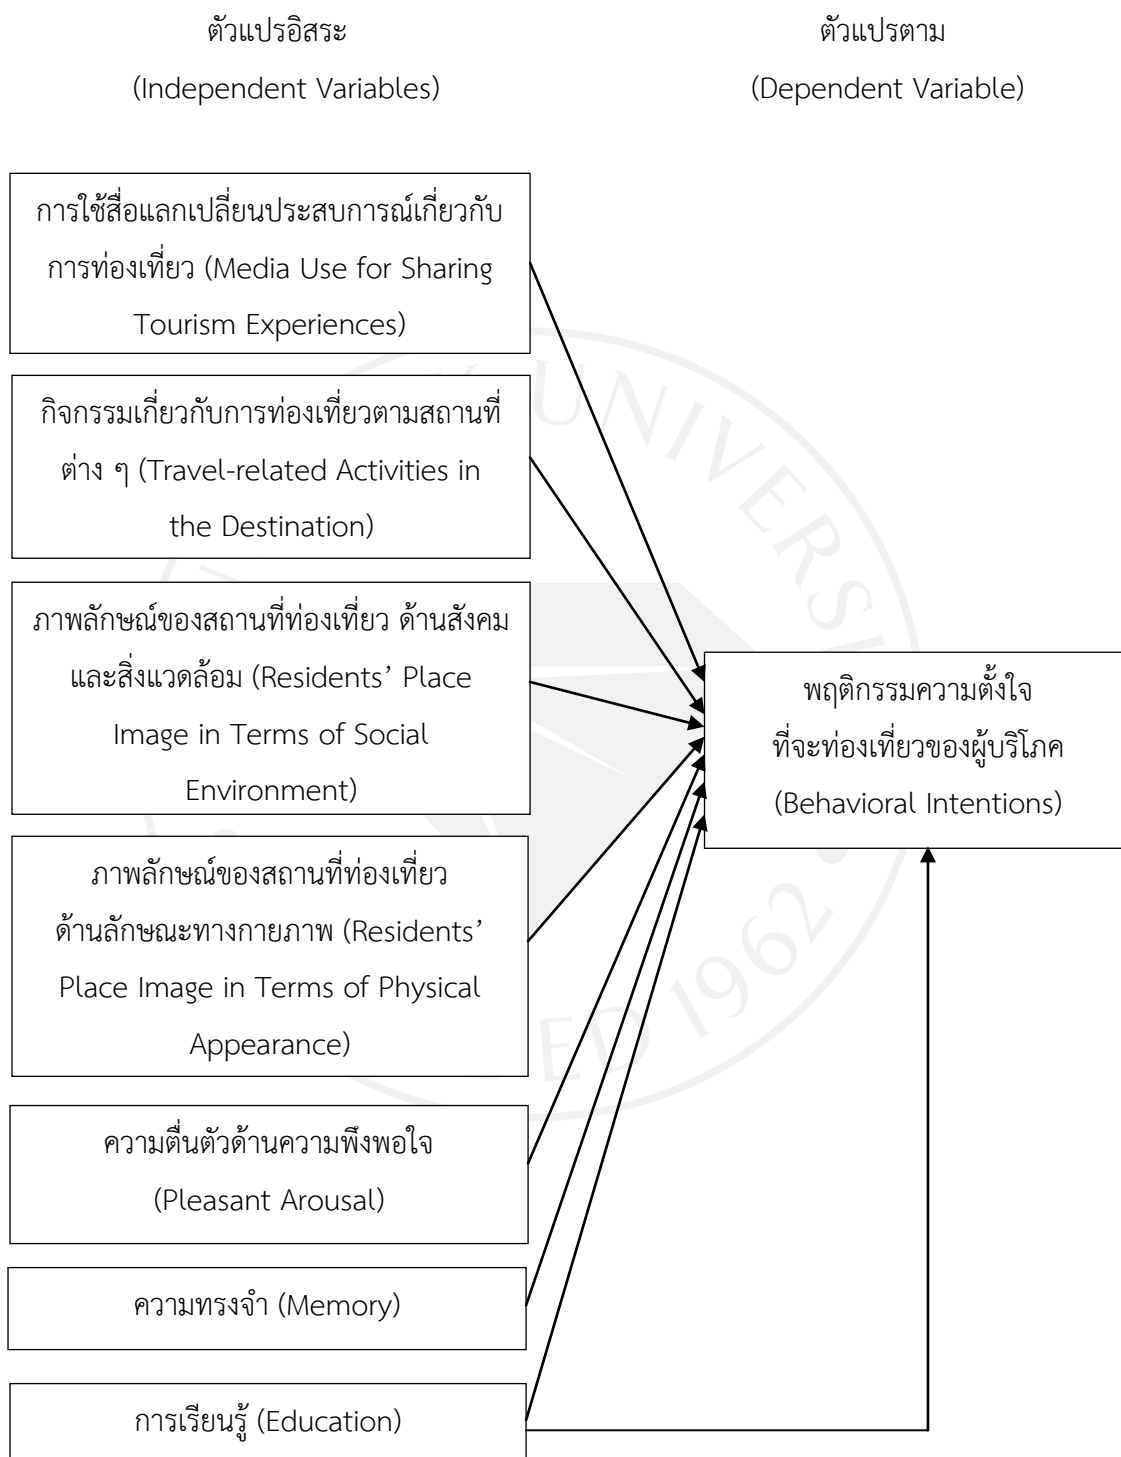 ตัวแปรอิสระ
(Independent Variables)
ตัวแปรตาม
(Dependent Variable)
การใช้สื่อแลกเปลี่ยนประสบการณ์เกี่ยวกับ
การท่องเที่ยว (Media Use for Sharing
Tourism Experiences)
กิจกรรมเกี่ยวกับการท่องเที่ยวตามสถานที่
ต่าง ๆ (Travel-related Activities in
the Destination)
ภาพลักษณ์ของสถานที่ท่องเที่ยว ด้านสังคม
และสิ่งแวดล้อม (Residents’ Place
Image in Terms of Social
Environment)
ภาพลักษณ์ของสถานที่ท่องเที่ยว
ด้านลักษณะทางกายภาพ (Residents’
Place Image in Terms of Physical
Appearance)
ความตื่นตัวด้านความพึงพอใจ
(Pleasant Arousal)
ความทรงจำ (Memory)
การเรียนรู้ (Education)
พฤติกรรมความตั้งใจ
ที่จะท่องเที่ยวของผู้บริโภค
(Behavioral Intentions)
1962